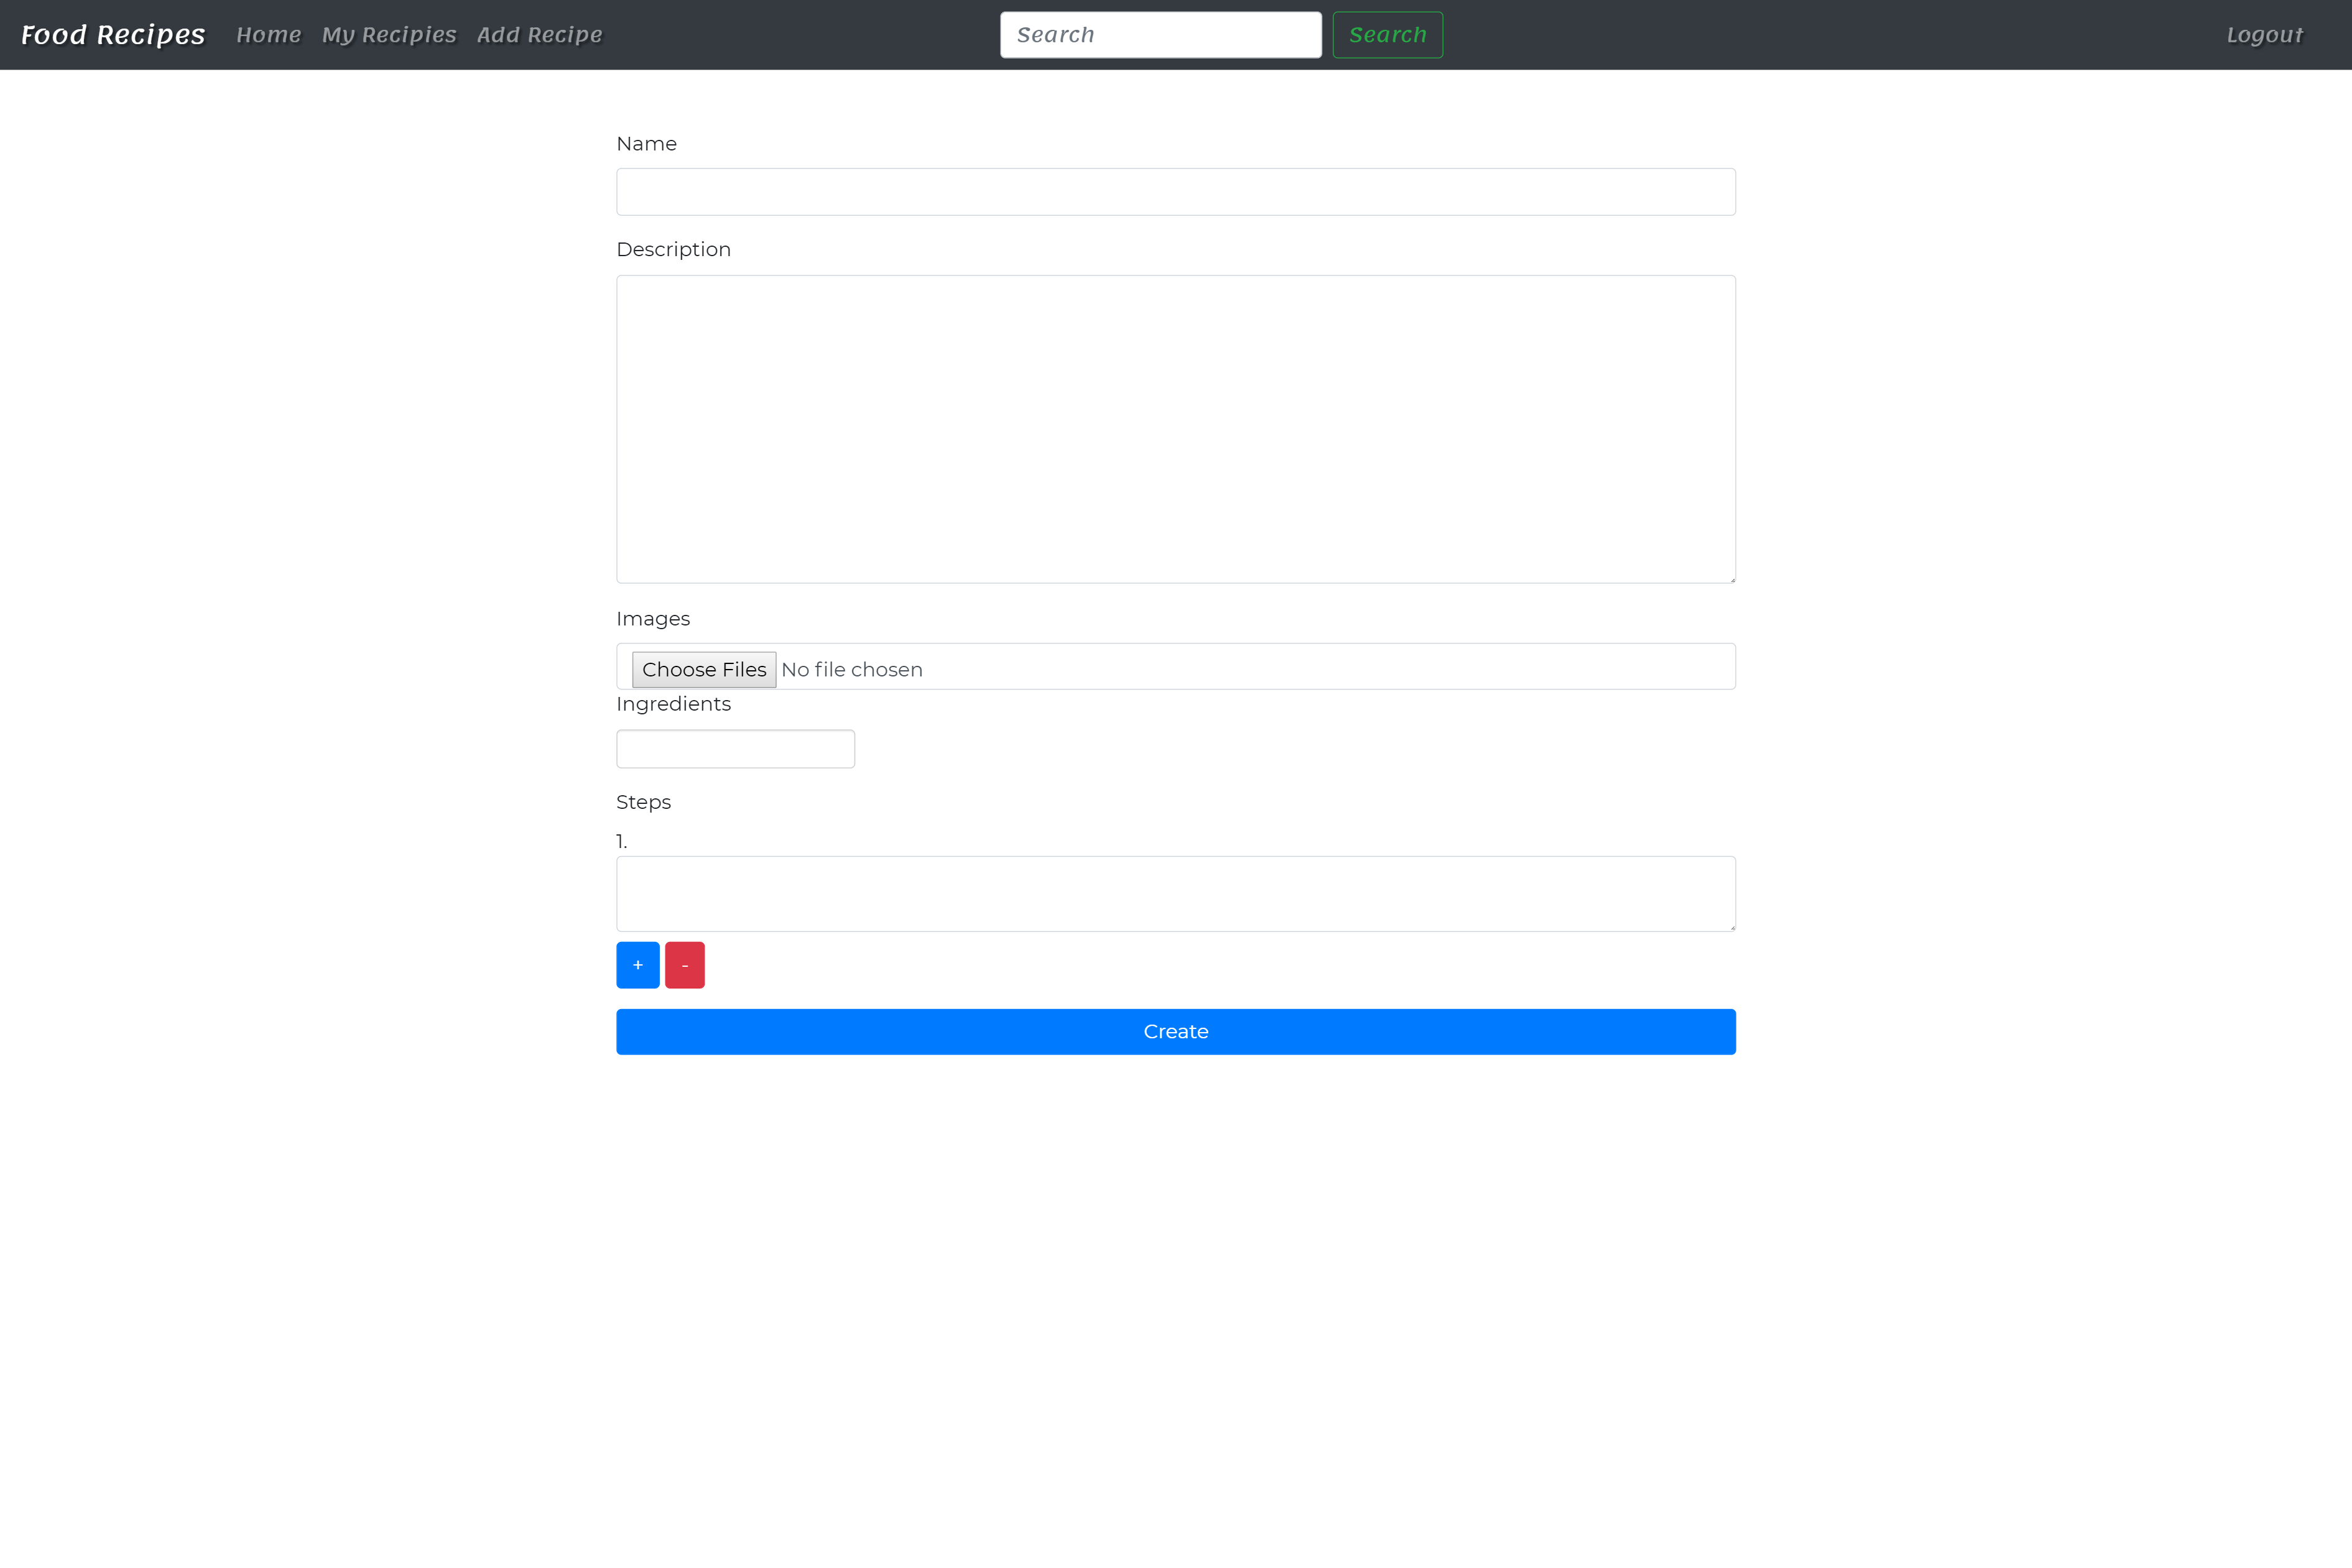 Food Recipes Home My Recipies Add Recipe Search Search Logout
Name
Description
Images
Choose Files No file chosen
Ingredients
Steps
1.
+ -
Create